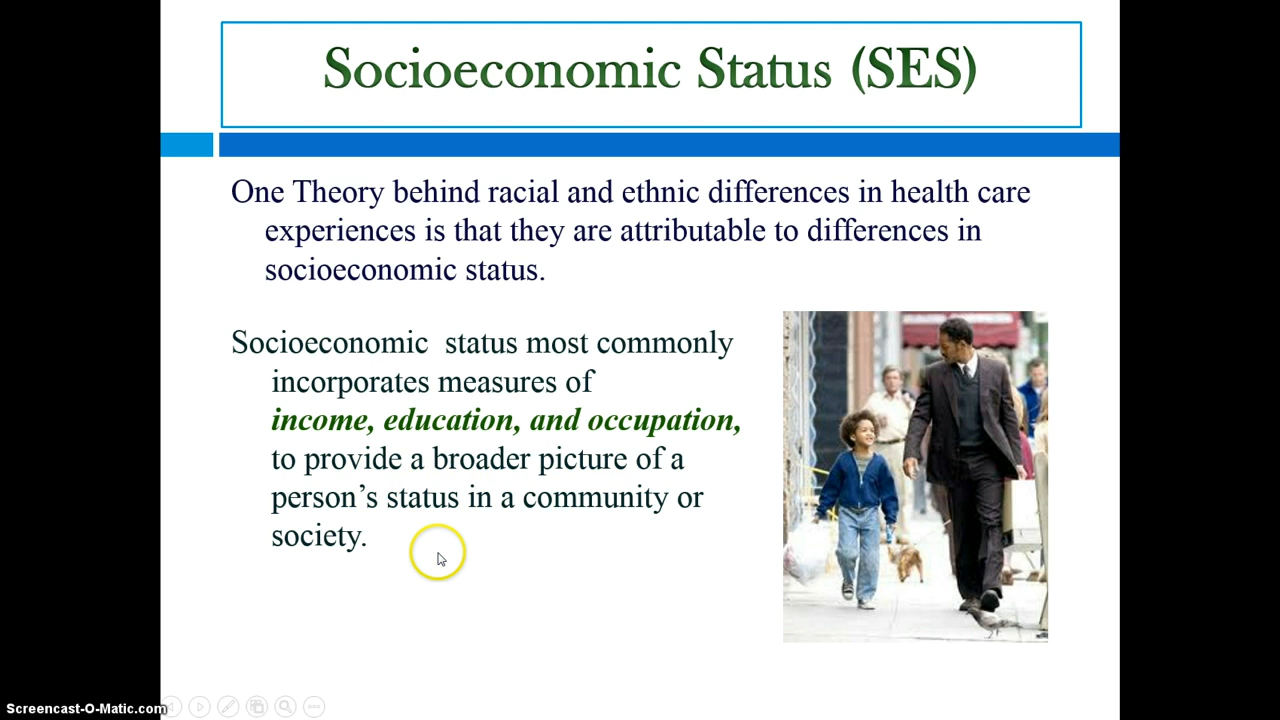 Socioeconomic Status (SES)
One Theory behind racial and ethnic differences in health care
experiences is that they are attributable to differences in
socioeconomic status.
Socioeconomic  status most commonly
incorporates measures of
income, education, and occupation,
to provide a broader picture of a
person’s status in a community or
society.
Screencast-O-Matic.com